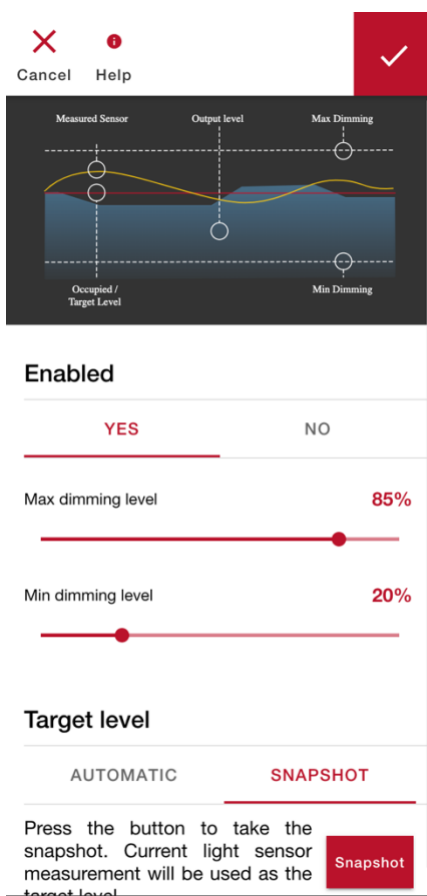 Cancel Help
Measured Sensor Output level Max Dimming
Occupied / Min Dimming
Target Level
Enabled
YES NO
Max dimming level 85%
Min dimming level 20%
Target level
AUTOMATIC SNAPSHOT
Press the button to take the
snapshot. Current light sensor
measurement will be used as the
target level
Snapshot